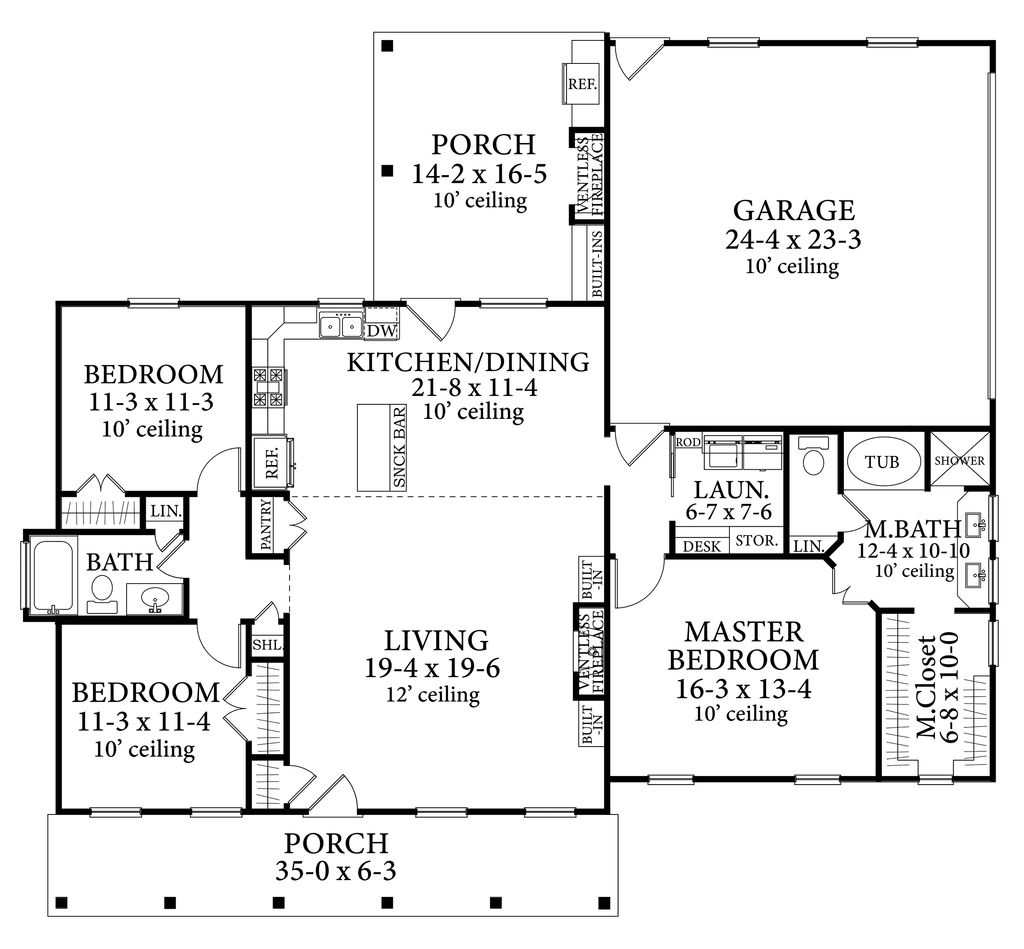 REF.
PORCH
14-2 x 16-5
10' ceiling
VENTLESS
FIREPLACE
BUILT-INS
GARAGE
24-4 x 23-3
10' ceiling
DW
KITCHEN/DINING
21-8 x 11-4
10' ceiling
SNCK BAR
REF.
BEDROOM
11-3 x 11-3
10' ceiling
LIN.
PANTRY
BATH
ROD
LAUN.
6-7 x 7-6
DESK
STOR.
LIN.
TUB
SHOWER
M.BATH
12-4 x 10-10
10' ceiling
BUILT
-IN
VENTLESS
FIREPLACE
BUILT
-IN
LIVING
19-4 x 19-6
12' ceiling
SHL.
BEDROOM
11-3 x 11-4
10' ceiling
MASTER
BEDROOM
16-3 x 13-4
10' ceiling
M.Closet
6-8 x 10-0
PORCH
35-0 x 6-3